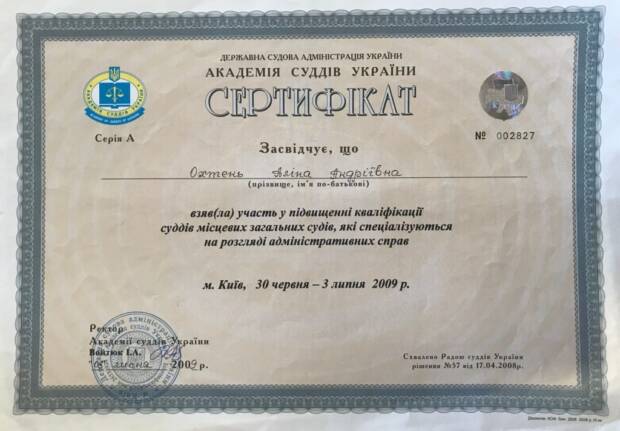 ДЕРЖАВНА СУДОВА АДМІНІСТРАЦІЯ УКРАЇНИ
АКАДЕМІЯ СУДДІВ УКРАЇНИ
СЕРТИФІКАТ
Серія А
№ 002827
Засвідчує, що
Охтень Аліна Андріївна
(прізвище, ім'я по-батькові)
взяв(ла) участь у підвищенні кваліфікації
суддів місцевих загальних судів, які спеціалізуються
на розгляді адміністративних справ
м. Київ, 30 червня – 3 липня 2009 р.
Ректор
Академії суддів України
Войтюк І.А.
липня 2009 р.
Схвалено Радою суддів України
рішення №57 від 17.04.2008р.